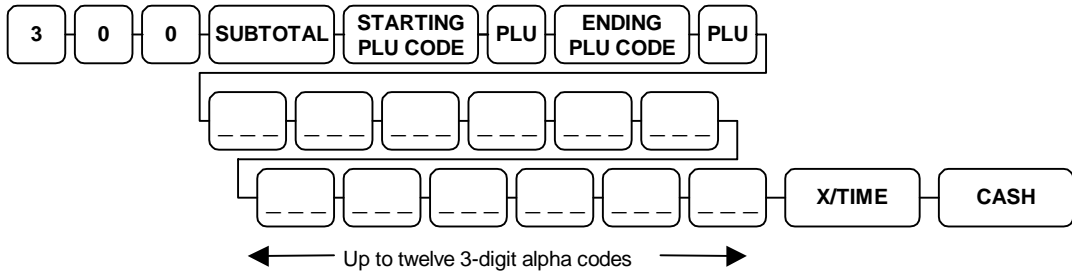 3 0 0 SUBTOTAL STARTING PLU CODE PLU ENDING PLU CODE PLU
_ _ _ _ _ _ _ _ _ _ _ _ _ _ _ _ _ _
_ _ _ _ _ _ _ _ _ _ _ _ _ _ _ _ _ _ X/TIME CASH
Up to twelve 3-digit alpha codes